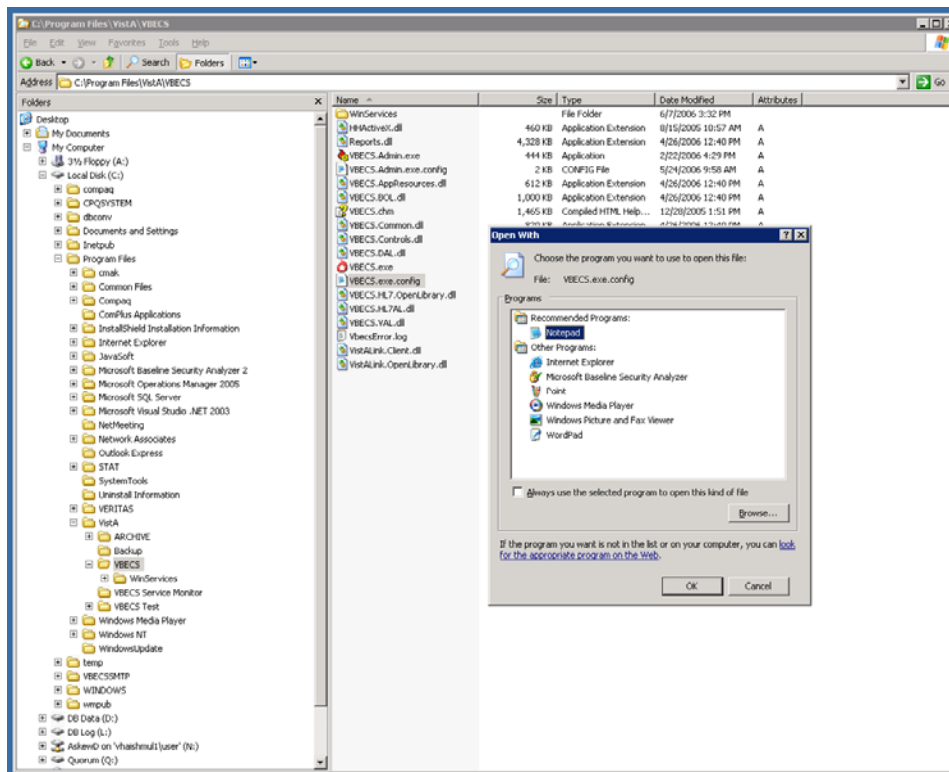 C:\Program Files\VistA\VBECS
File Edit View Favorites Tools Help
Back Search Folders
Address C:\Program Files\VistA\VBECS Go
Folders x
Desktop
My Documents
My Computer
3½ Floppy (A:)
Local Disk (C:)
compaq
CPQSYSTEM
dbconv
Documents and Settings
Inetpub
Program Files
cmak
Common Files
Compaq
ComPlus Applications
InstallShield Installation Information
Internet Explorer
JavaSoft
Microsoft Baseline Security Analyzer 2
Microsoft Operations Manager 2005
Microsoft SQL Server
Microsoft Visual Studio .NET 2003
NetMeeting
Network Associates
Outlook Express
STAT
SystemTools
Uninstall Information
VERITAS
VistA
ARCHIVE
Backup
VBECS
WinServices
VBECS Service Monitor
VBECS Test
Windows Media Player
Windows NT
WindowsUpdate
temp
VBECSSMTP
WINDOWS
wmpub
DB Data (D:)
DB Log (L:)
AskewD on 'vhaishmul1\user' (N:)
Quorum (Q:)
Name Size Type Date Modified Attributes
WinServices File Folder 6/7/2006 3:32 PM
HHActiveX.dll 460 KB Application Extension 8/15/2005 10:57 AM A
Reports.dll 4,328 KB Application Extension 4/26/2006 12:40 PM A
VBECS.Admin.exe 444 KB Application 2/22/2006 4:29 PM A
VBECS.Admin.exe.config 2 KB CONFIG File 5/24/2006 9:58 AM A
VBECS.AppResources.dll 612 KB Application Extension 4/26/2006 12:40 PM A
VBECS.BOL.dll 1,000 KB Application Extension 4/26/2006 12:40 PM A
VBECS.chm 1,465 KB Compiled HTML Help... 12/28/2005 1:51 PM A
VBECS.Common.dll Application Extension 4/26/2006 12:40 PM A
VBECS.Controls.dll
VBECS.DAL.dll
VBECS.exe
VBECS.exe.config
VBECS.HL7.OpenLibrary.dll
VBECS.HL7AL.dll
VBECS.VAL.dll
VbecsError.log
VistALink.Client.dll
VistALink.OpenLibrary.dll
Open With ? X
Choose the program you want to use to open this file:
File: VBECS.exe.config
Programs
Recommended Programs:
Notepad
Other Programs:
Internet Explorer
Microsoft Baseline Security Analyzer
Paint
Windows Media Player
Windows Picture and Fax Viewer
WordPad
Always use the selected program to open this kind of file
Browse...
If the program you want is not in the list or on your computer, you can look
for the appropriate program on the Web.
OK Cancel